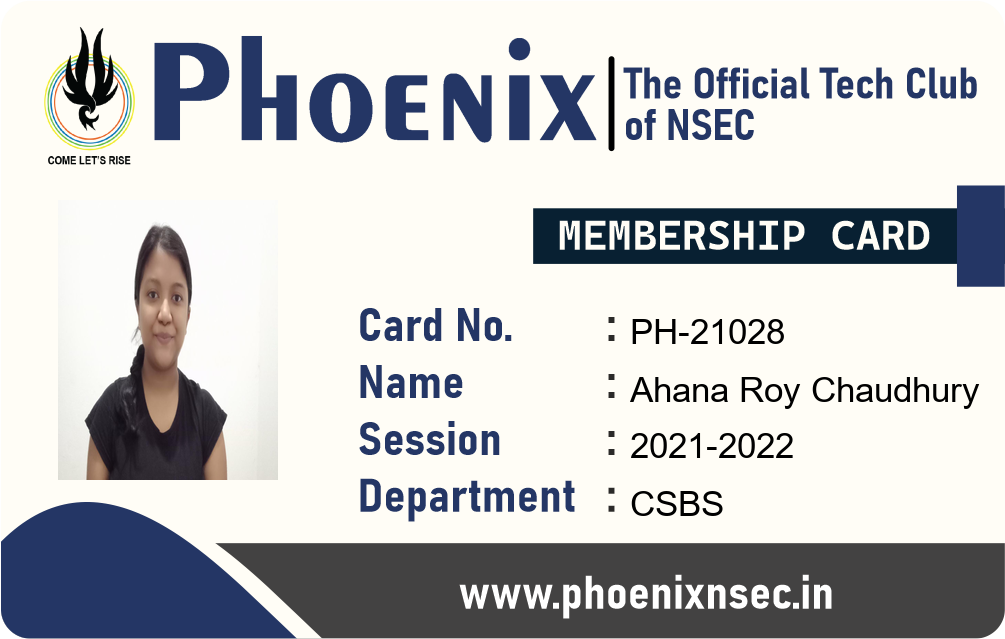 COME LET'S RISE
PHOENIX
The Official Tech Club
of NSEC
MEMBERSHIP CARD
Card No. : PH-21028
Name : Ahana Roy Chaudhury
Session : 2021-2022
Department : CSBS
www.phoenixnsec.in